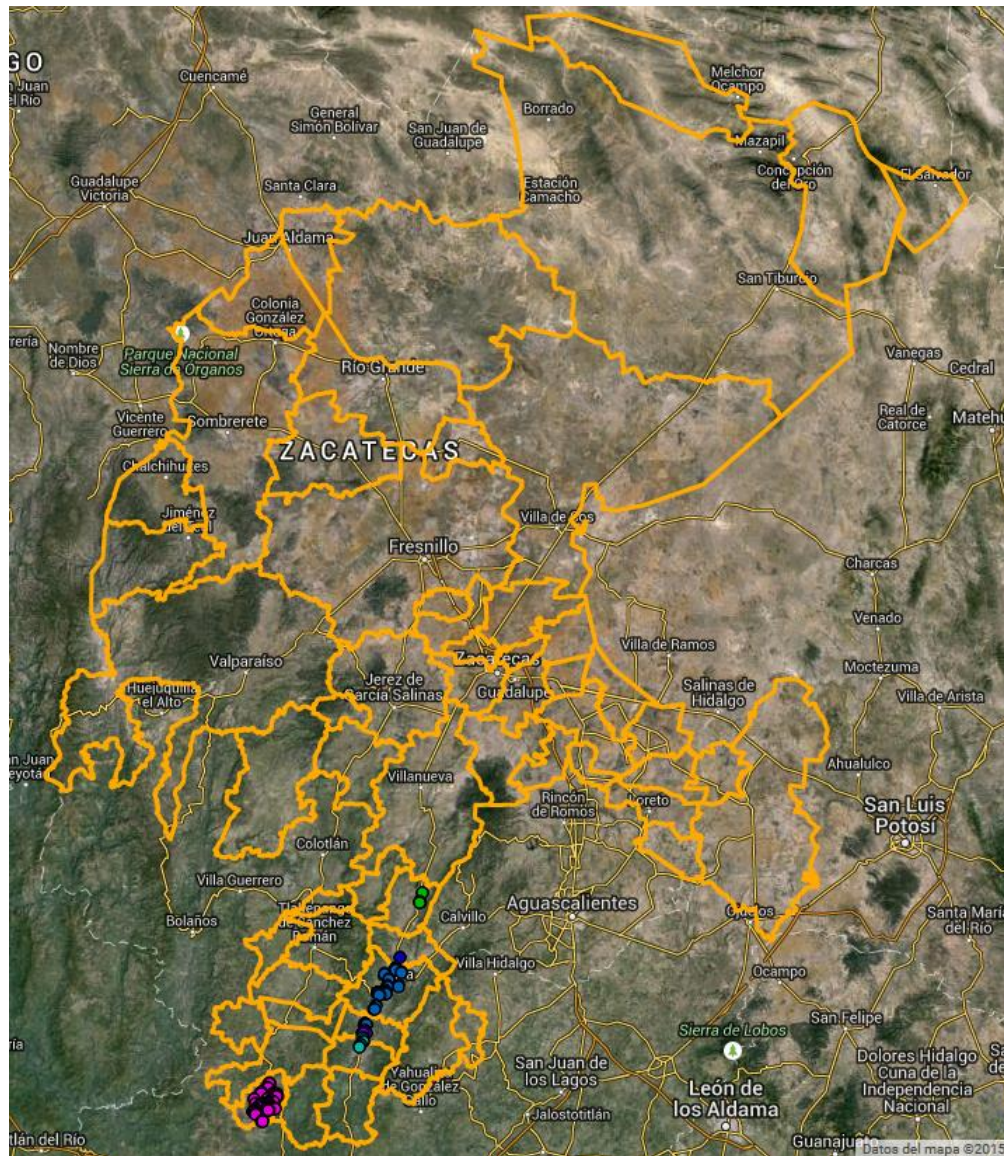 GO
n Juan
el Río
Cuencamé
General
Simón Bolívar
San Juan de
Guadalupe
Borrado
Melchor
Ocampo
Mazapil
Concepción
del Oro
El Salvador
Guadalupe
Victoria
Santa Clara
Estación
Camacho
Juan Aldama
San Tiburcio
Colonia
González
Ortega
rrería
Nombre
de Dios
Parque Nacional
Sierra de Órganos
Río Grande
Vanegas
Cedral
Vicente
Guerrero
Sombrerete
Real de
Catorce
Matehu
ZACATECAS
Chalchihuites
Jiménez
del Teul
Villa de Cos
Fresnillo
Charcas
Venado
Villa de Ramos
Zacatecas
Guadalupe
Valparaíso
Moctezuma
Jerez de
García Salinas
Salinas de
Hidalgo
Villa de Arista
Huejuquilla
el Alto
an Juan
eyotán
Villanueva
Ahualulco
Rincón
de Romos
Loreto
San Luis
Potosí
Colotlán
Villa Guerrero
Bolaños
Tlaltenango
de Sánchez
Román
Calvillo
Aguascalientes
Ojuelos
Santa María
del Río
Villa Hidalgo
Ocampo
a
San Felipe
Sierra de Lobos
ría
San Juan de
los Lagos
Dolores Hidalgo
Cuna de la
Independencia
Nacional
Yahualica
de González
Gallo
León de
los Aldama
Jalostotitlán
tlán del Río
Guanajuato
Datos del mapa ©2015